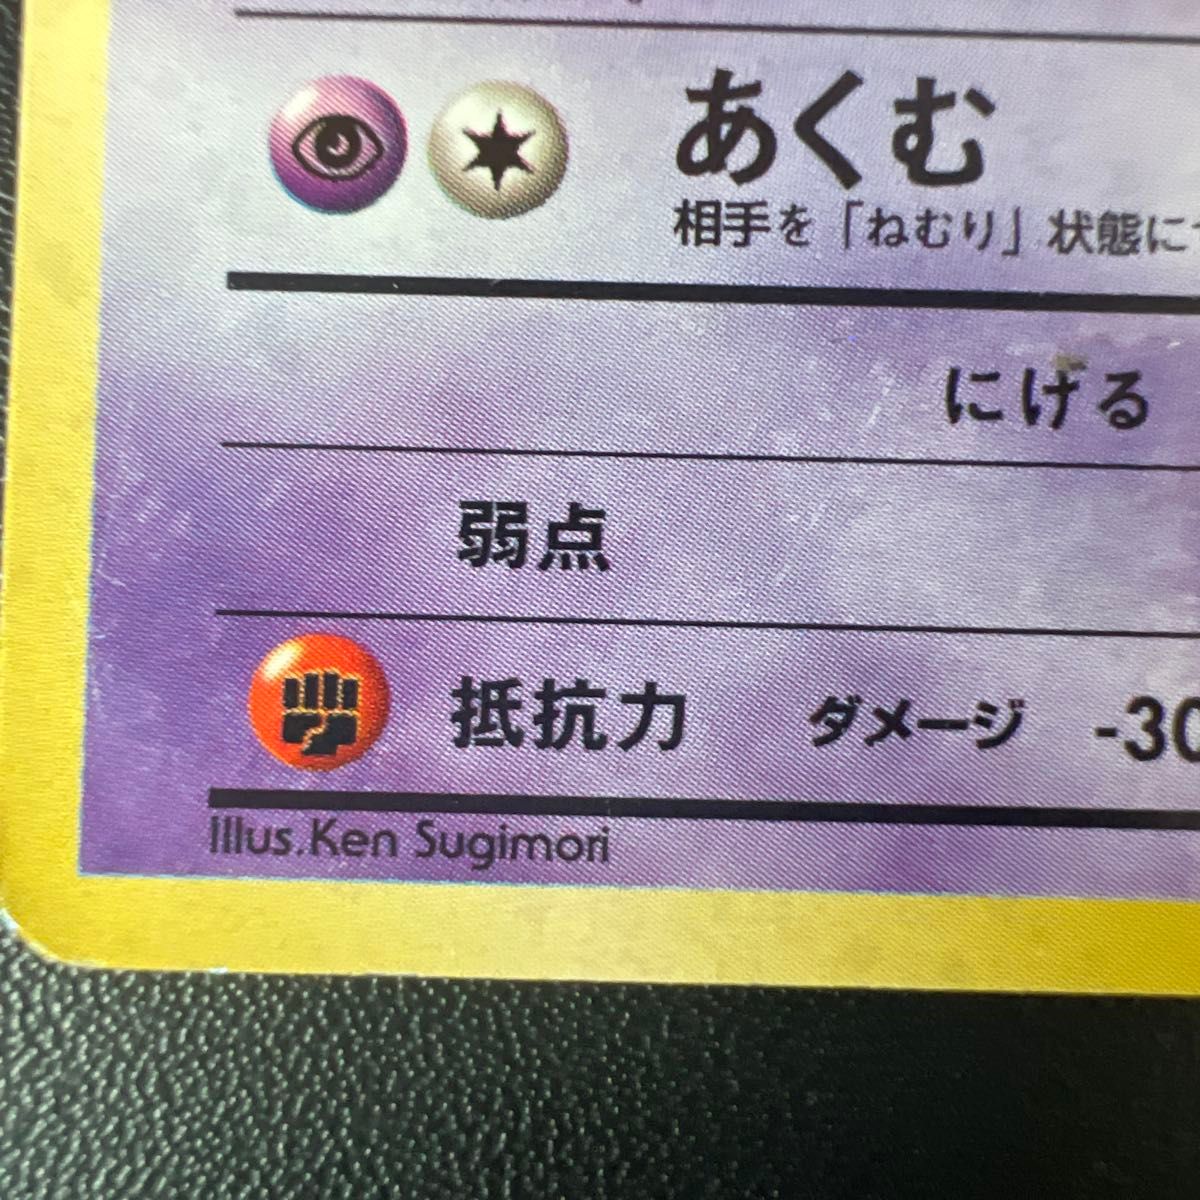 あくむ
相手を「ねむり」状態に
にげる
弱点
抵抗力 ダメージ -30
Illus.Ken Sugimori